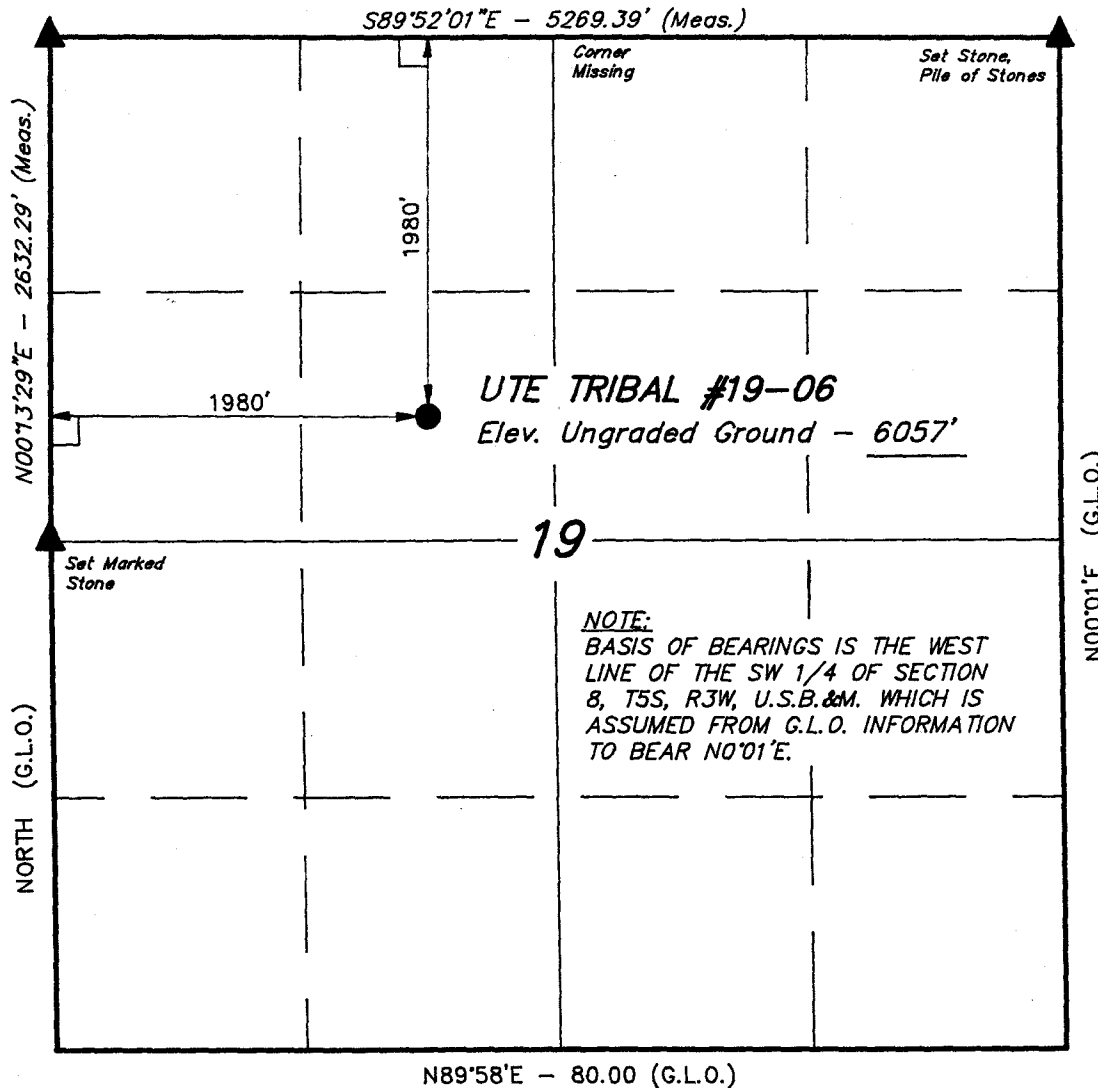 S89°52'01"E - 5269.39' (Meas.)
Corner
Missing
Set Stone,
Pile of Stones
N00°13'29"E - 2632.29' (Meas.)
1980'
1980'
UTE TRIBAL #19-06
Elev. Ungraded Ground - 6057'
19
Set Marked
Stone
N00°01'E (G.L.O.)
NOTE:
BASIS OF BEARINGS IS THE WEST
LINE OF THE SW 1/4 OF SECTION
8, T5S, R3W, U.S.B.&M. WHICH IS
ASSUMED FROM G.L.O. INFORMATION
TO BEAR N0°01'E.
NORTH (G.L.O.)
N89°58'E - 80.00 (G.L.O.)